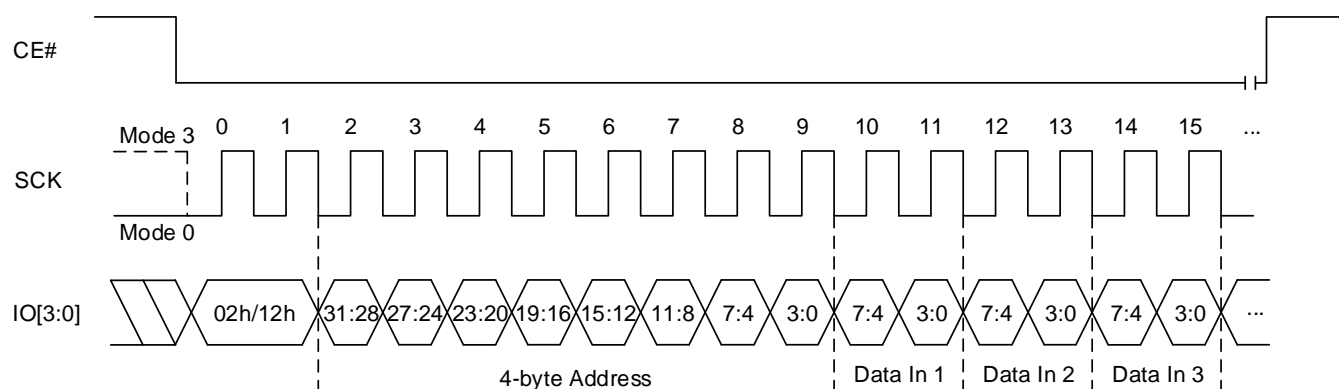 CE#
Mode 3 0 1 2 3 4 5 6 7 8 9 10 11 12 13 14 15 ...
SCK
Mode 0
IO[3:0] 02h/12h 31:28 27:24 23:20 19:16 15:12 11:8 7:4 3:0 7:4 3:0 7:4 3:0 7:4 3:0 ...
4-byte Address Data In 1 Data In 2 Data In 3